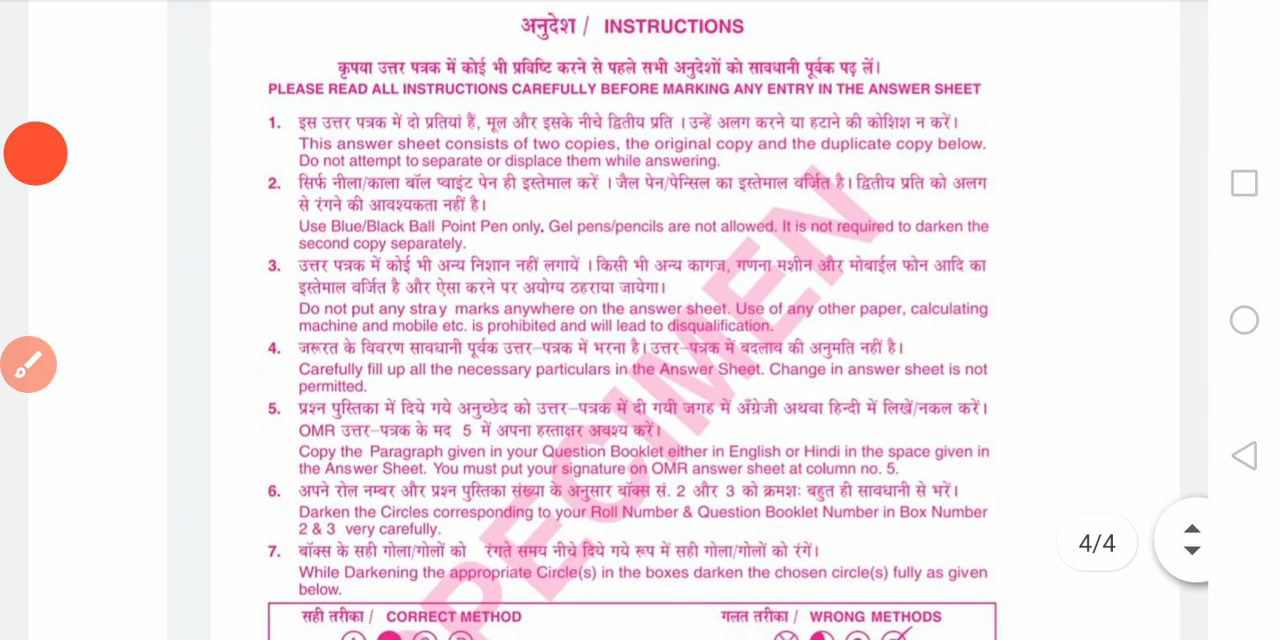 अनुदेश / INSTRUCTIONS
कृपया उत्तर पत्रक में कोई भी प्रविष्टि करने से पहले सभी अनुदेशों को सावधानी पूर्वक पढ़ लें।
PLEASE READ ALL INSTRUCTIONS CAREFULLY BEFORE MARKING ANY ENTRY IN THE ANSWER SHEET
1. इस उत्तर पत्रक में दो प्रतियां हैं, मूल और इसके नीचे द्वितीय प्रति । उन्हें अलग करने या हटाने की कोशिश न करें।
This answer sheet consists of two copies, the original copy and the duplicate copy below.
Do not attempt to separate or displace them while answering.
2. सिर्फ नीला/काला बॉल प्वाइंट पेन ही इस्तेमाल करें । जैल पेन/पेन्सिल का इस्तेमाल वर्जित है। द्वितीय प्रति को अलग
से रंगने की आवश्यकता नहीं है।
Use Blue/Black Ball Point Pen only. Gel pens/pencils are not allowed. It is not required to darken the
second copy separately.
3. उत्तर पत्रक में कोई भी अन्य निशान नहीं लगायें । किसी भी अन्य कागज, गणना मशीन और मोबाईल फोन आदि का
इस्तेमाल वर्जित है और ऐसा करने पर अयोग्य ठहराया जायेगा।
Do not put any stray marks anywhere on the answer sheet. Use of any other paper, calculating
machine and mobile etc. is prohibited and will lead to disqualification.
4. जरूरत के विवरण सावधानी पूर्वक उत्तर–पत्रक में भरना है। उत्तर–पत्रक में बदलाव की अनुमति नहीं है।
Carefully fill up all the necessary particulars in the Answer Sheet. Change in answer sheet is not
permitted.
5. प्रश्न पुस्तिका में दिये गये अनुच्छेद को उत्तर–पत्रक में दी गयी जगह में अँग्रेजी अथवा हिन्दी में लिखें/नकल करें।
OMR उत्तर–पत्रक के मद 5 में अपना हस्ताक्षर अवश्य करें।
Copy the Paragraph given in your Question Booklet either in English or Hindi in the space given in
the Answer Sheet. You must put your signature on OMR answer sheet at column no. 5.
6. अपने रोल नम्बर और प्रश्न पुस्तिका संख्या के अनुसार बॉक्स सं. 2 और 3 को क्रमशः बहुत ही सावधानी से भरें।
Darken the Circles corresponding to your Roll Number & Question Booklet Number in Box Number
2 & 3 very carefully.
7. बॉक्स के सही गोला/गोलों को रंगते समय नीचे दिये गये रूप में सही गोला/गोलों को रंगें।
While Darkening the appropriate Circle(s) in the boxes darken the chosen circle(s) fully as given
below.
सही तरीका / CORRECT METHOD गलत तरीका / WRONG METHODS
PECIMEN
4/4